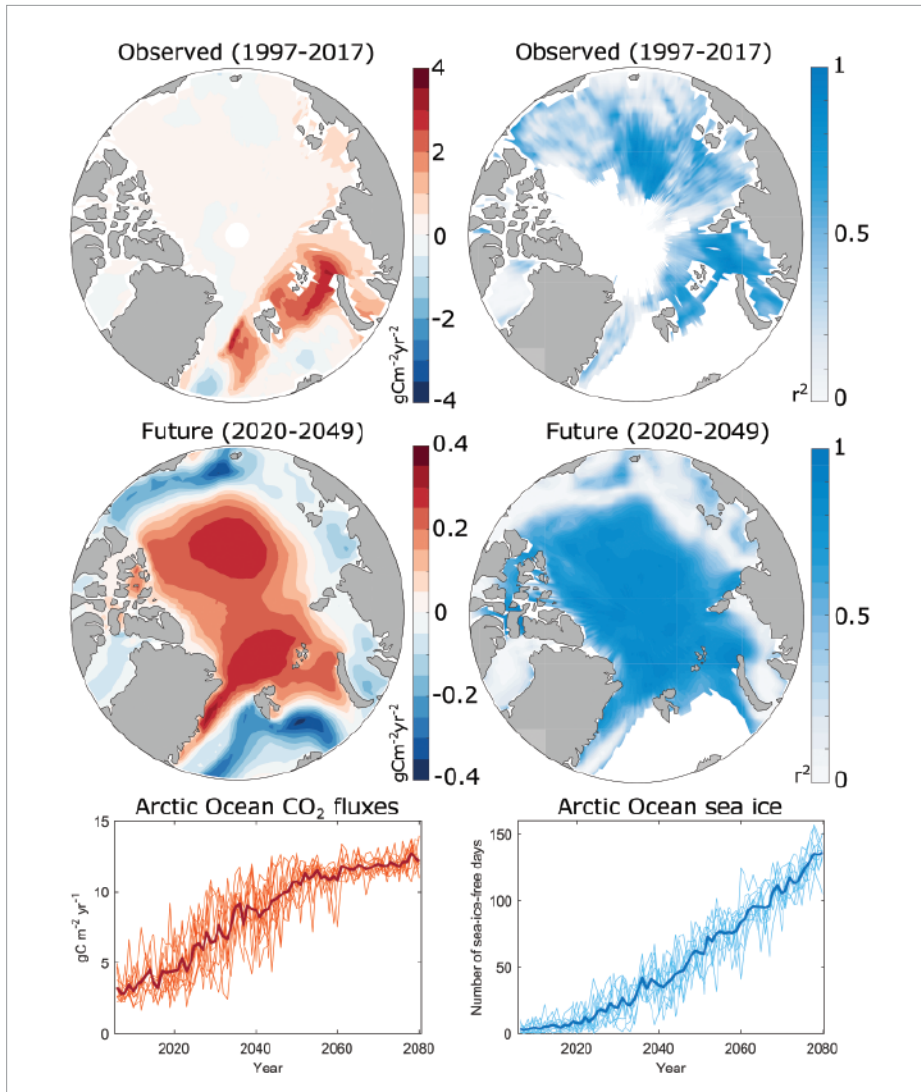 Observed (1997-2017)
4
2
0
-2
-4
gCm-2yr-2
Observed (1997-2017)
1
0.5
0
r2
Future (2020-2049)
0.4
0.2
0
-0.2
-0.4
gCm-2yr-2
Future (2020-2049)
1
0.5
0
r2
Arctic Ocean CO2 fluxes
15
10
5
0
gC m-2 yr-1
2020 2040 2060 2080
Year
Arctic Ocean sea ice
150
100
50
0
Number of sea-ice-free days
2020 2040 2060 2080
Year